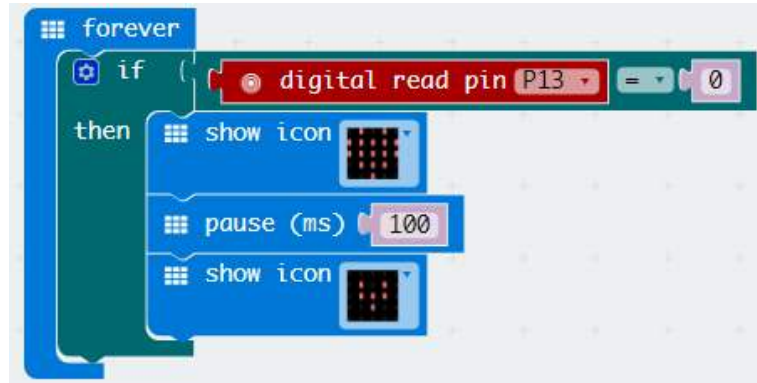 forever
if digital read pin P13 = 0
then show icon
pause (ms) 100
show icon